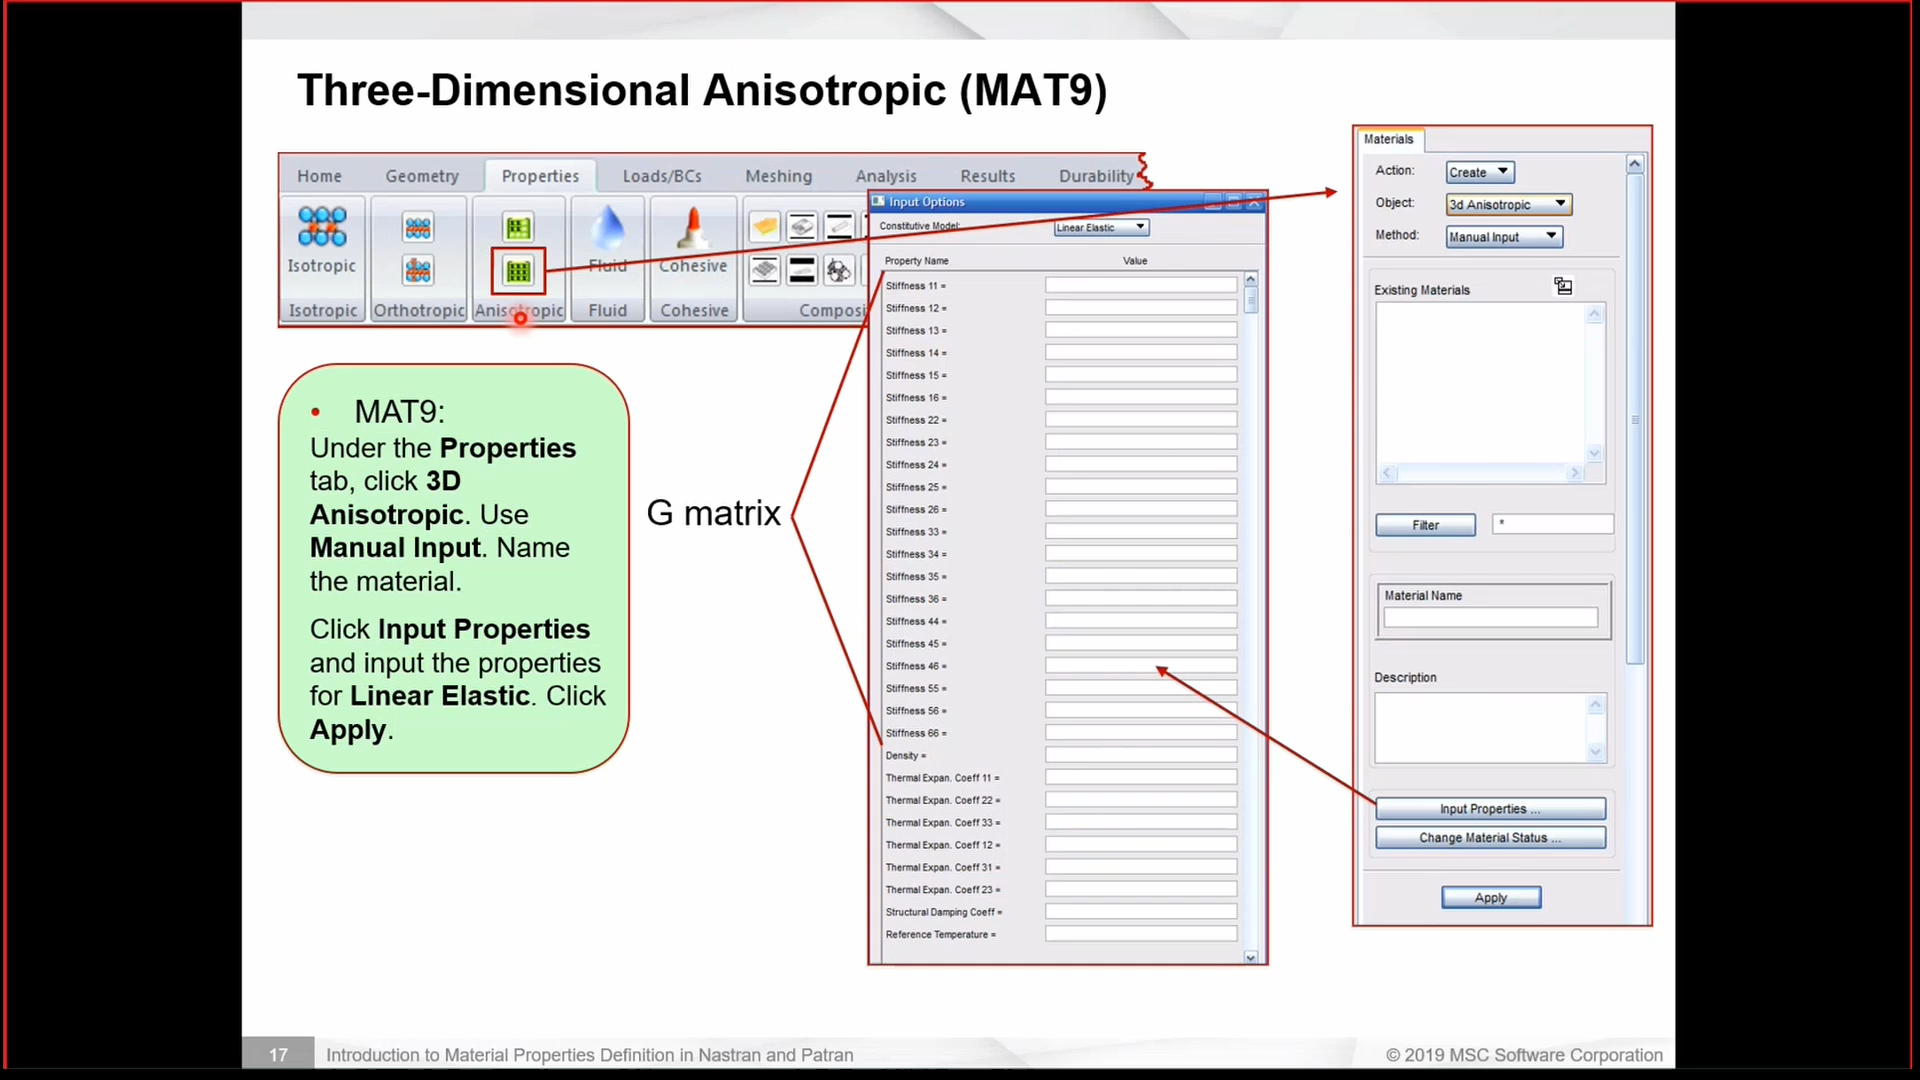 Three-Dimensional Anisotropic (MAT9)
Home Geometry Properties Loads/BCs Meshing Analysis Results Durability
Isotropic Fluid Cohesive
Isotropic Orthotropic Anisotropic Fluid Cohesive Composi
• MAT9:
Under the Properties
tab, click 3D
Anisotropic. Use
Manual Input. Name
the material.
Click Input Properties
and input the properties
for Linear Elastic. Click
Apply.
G matrix
Input Options
Constitutive Model: Linear Elastic
Property Name Value
Stiffness 11 =
Stiffness 12 =
Stiffness 13 =
Stiffness 14 =
Stiffness 15 =
Stiffness 16 =
Stiffness 22 =
Stiffness 23 =
Stiffness 24 =
Stiffness 25 =
Stiffness 26 =
Stiffness 33 =
Stiffness 34 =
Stiffness 35 =
Stiffness 36 =
Stiffness 44 =
Stiffness 45 =
Stiffness 46 =
Stiffness 55 =
Stiffness 56 =
Stiffness 66 =
Density =
Thermal Expan. Coeff 11 =
Thermal Expan. Coeff 22 =
Thermal Expan. Coeff 33 =
Thermal Expan. Coeff 12 =
Thermal Expan. Coeff 31 =
Thermal Expan. Coeff 23 =
Structural Damping Coeff =
Reference Temperature =
Materials
Action: Create
Object: 3d Anisotropic
Method: Manual Input
Existing Materials
Filter *
Material Name
Description
Input Properties ...
Change Material Status ...
Apply
17 Introduction to Material Properties Definition in Nastran and Patran © 2019 MSC Software Corporation